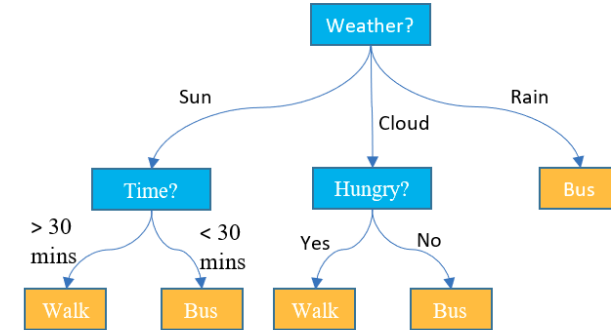 Weather?
Sun
Cloud
Rain
Time?
Hungry?
Bus
> 30
mins
< 30
mins
Yes
No
Walk
Bus
Walk
Bus